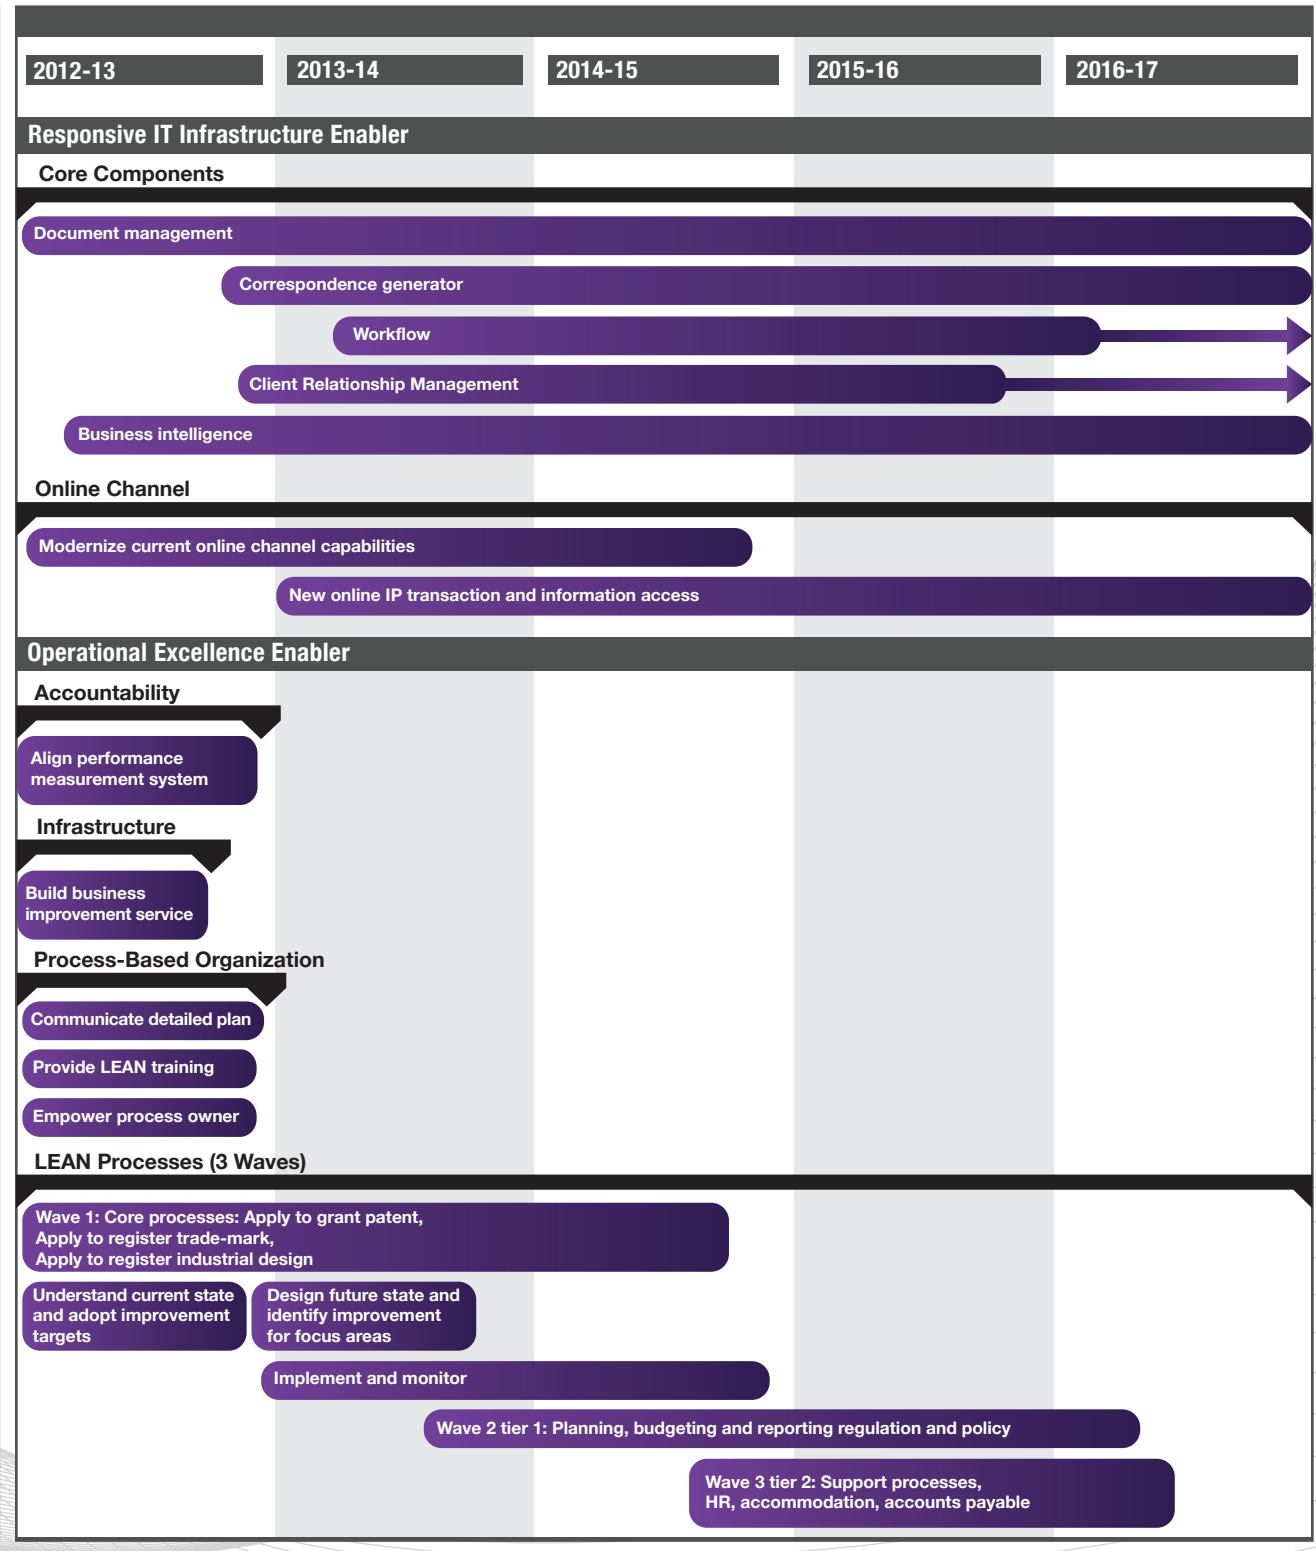 2012-13
2013-14
2014-15
2015-16
2016-17
Responsive IT Infrastructure Enabler
Core Components
Document management
Correspondence generator
Workflow
Client Relationship Management
Business intelligence
Online Channel
Modernize current online channel capabilities
New online IP transaction and information access
Operational Excellence Enabler
Accountability
Align performance
measurement system
Infrastructure
Build business
improvement service
Process-Based Organization
Communicate detailed plan
Provide LEAN training
Empower process owner
LEAN Processes (3 Waves)
Wave 1: Core processes: Apply to grant patent,
Apply to register trade-mark,
Apply to register industrial design
Understand current state
and adopt improvement
targets
Design future state and
identify improvement
for focus areas
Implement and monitor
Wave 2 tier 1: Planning, budgeting and reporting regulation and policy
Wave 3 tier 2: Support processes,
HR, accommodation, accounts payable